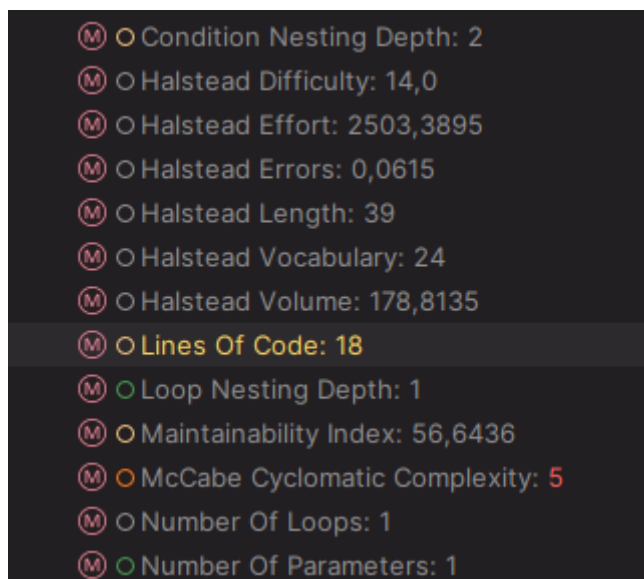 M Condition Nesting Depth: 2
M Halstead Difficulty: 14,0
M Halstead Effort: 2503,3895
M Halstead Errors: 0,0615
M Halstead Length: 39
M Halstead Vocabulary: 24
M Halstead Volume: 178,8135
M Lines Of Code: 18
M Loop Nesting Depth: 1
M Maintainability Index: 56,6436
M McCabe Cyclomatic Complexity: 5
M Number Of Loops: 1
M Number Of Parameters: 1